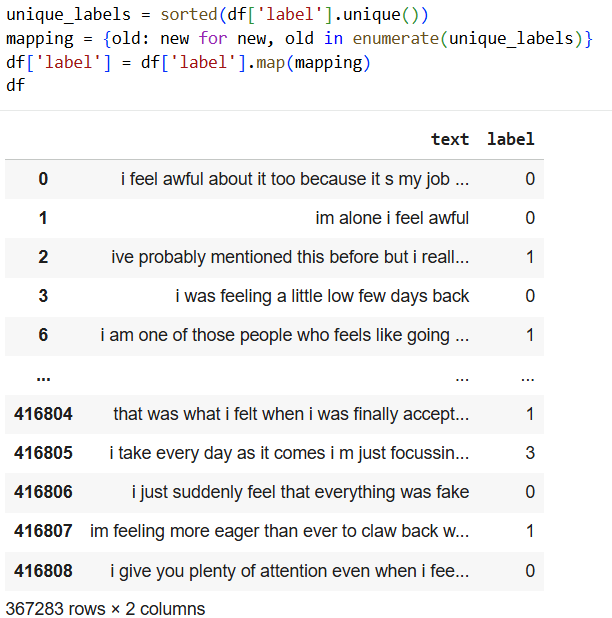 unique_labels = sorted(df['label'].unique())
mapping = {old: new for new, old in enumerate(unique_labels)}
df['label'] = df['label'].map(mapping)
df
text label
0 i feel awful about it too because it s my job ... 0
1 im alone i feel awful 0
2 ive probably mentioned this before but i reall... 1
3 i was feeling a little low few days back 0
6 i am one of those people who feels like going ... 1
... ... ...
416804 that was what i felt when i was finally accept... 1
416805 i take every day as it comes i m just focussin... 3
416806 i just suddenly feel that everything was fake 0
416807 im feeling more eager than ever to claw back w... 1
416808 i give you plenty of attention even when i fee... 0
367283 rows × 2 columns